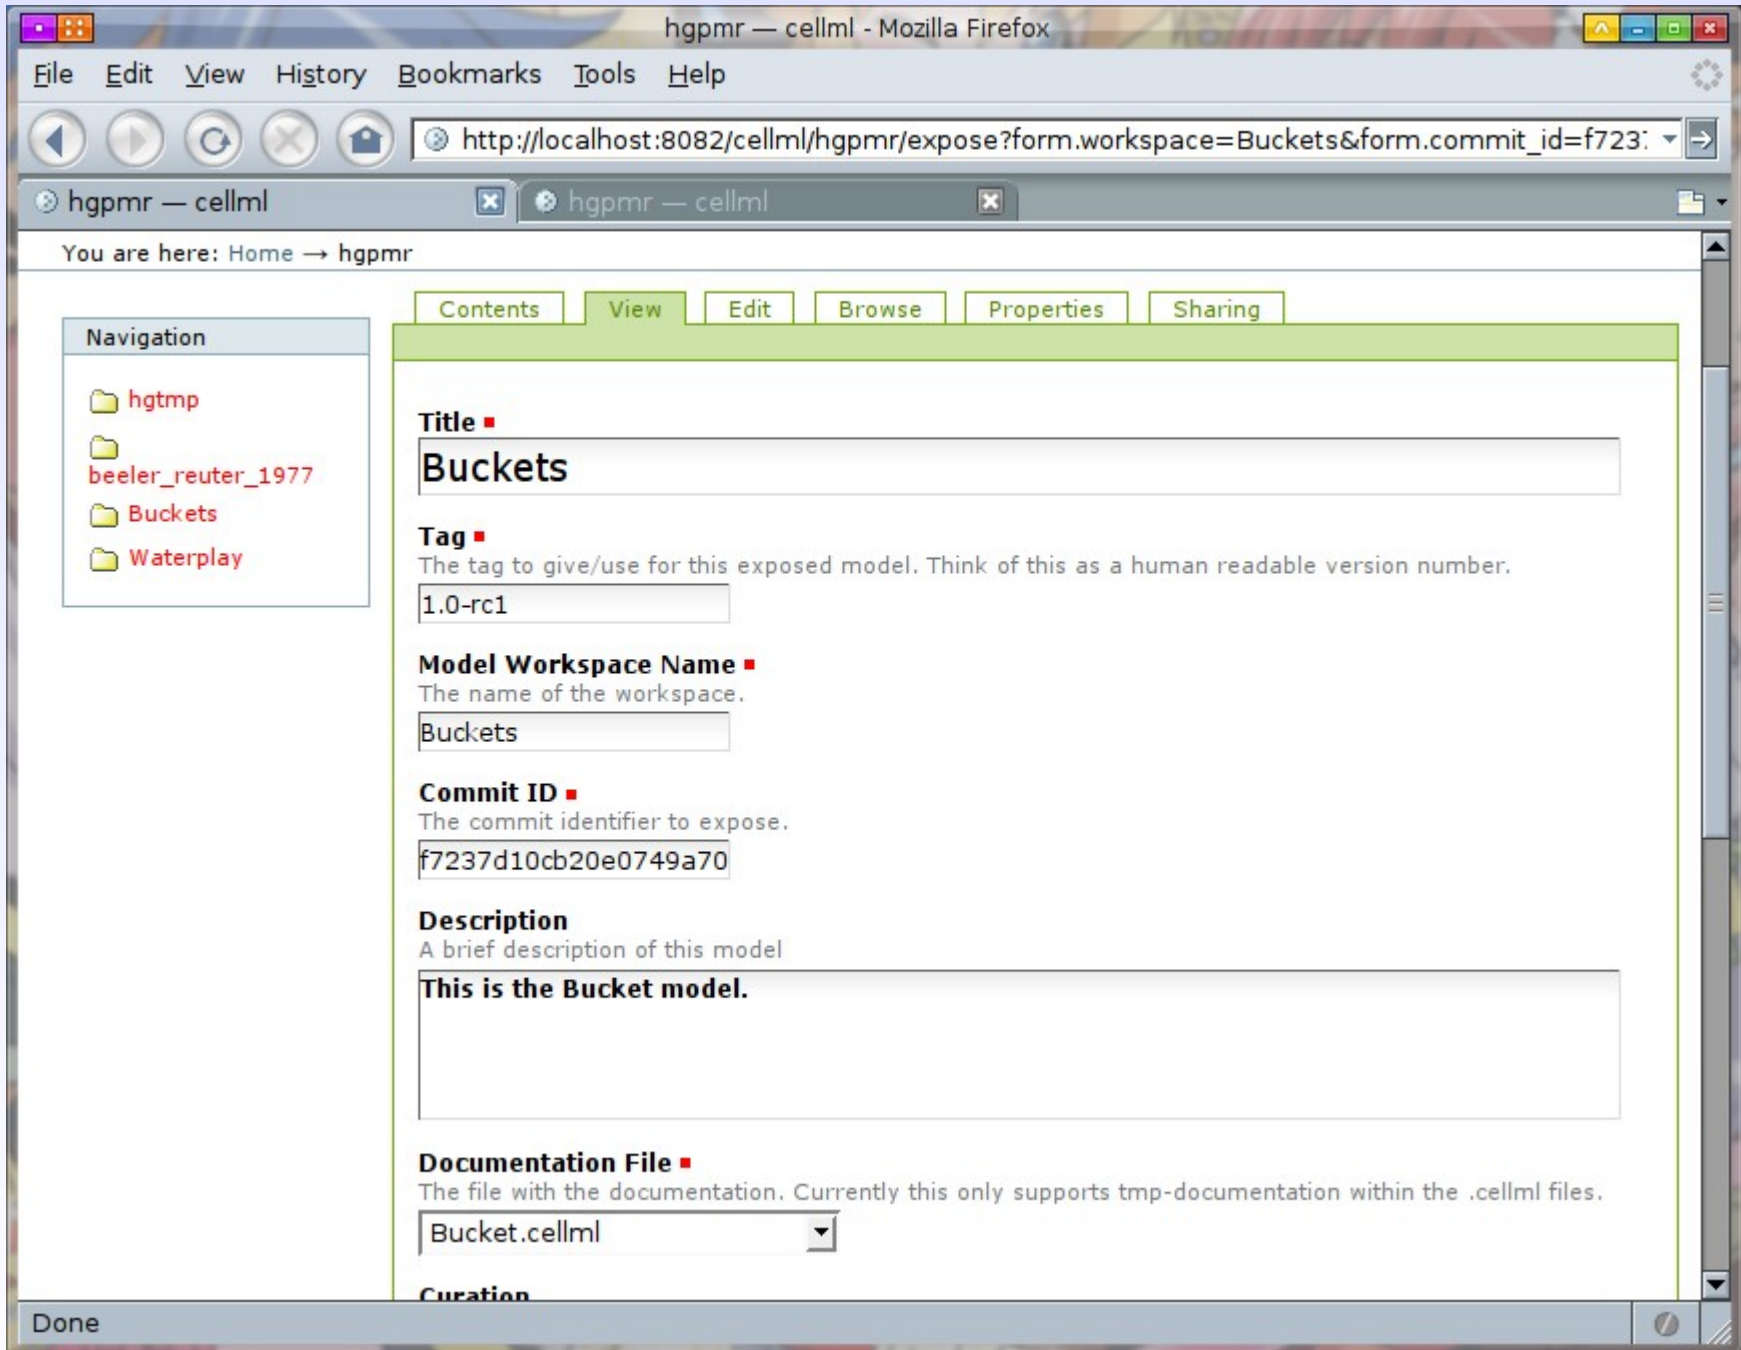 hgpmr — cellml - Mozilla Firefox
File Edit View History Bookmarks Tools Help
http://localhost:8082/cellml/hgpmr/expose?form.workspace=Buckets&form.commit_id=f723
hgpmr — cellml hgpmr — cellml
You are here: Home → hgpmr
Contents View Edit Browse Properties Sharing
Navigation
hgtmp
beeler_reuter_1977
Buckets
Waterplay
Title
Buckets
Tag
The tag to give/use for this exposed model. Think of this as a human readable version number.
1.0-rc1
Model Workspace Name
The name of the workspace.
Buckets
Commit ID
The commit identifier to expose.
f7237d10cb20e0749a70
Description
A brief description of this model
This is the Bucket model.
Documentation File
The file with the documentation. Currently this only supports tmp-documentation within the .cellml files.
Bucket.cellml
Curation
Done